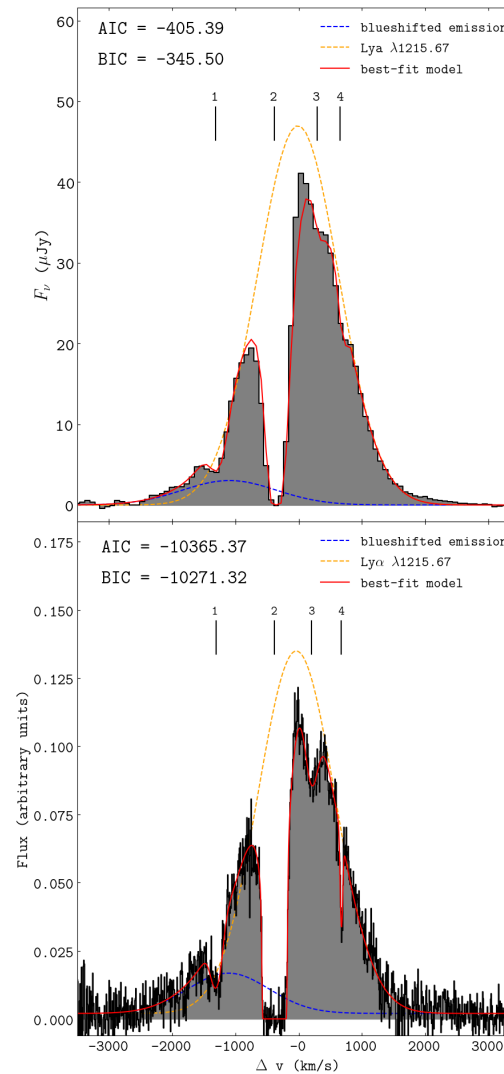 60
50
40
30
20
10
0
F_ν (μJy)
AIC = -405.39
BIC = -345.50
blueshifted emission
Lya λ1215.67
best-fit model
1 2 3 4
0.175
0.150
0.125
0.100
0.075
0.050
0.025
0.000
Flux (arbitrary units)
AIC = -10365.37
BIC = -10271.32
blueshifted emission
Lyα λ1215.67
best-fit model
1 2 3 4
-3000 -2000 -1000 -0 1000 2000 3000
Δ v (km/s)